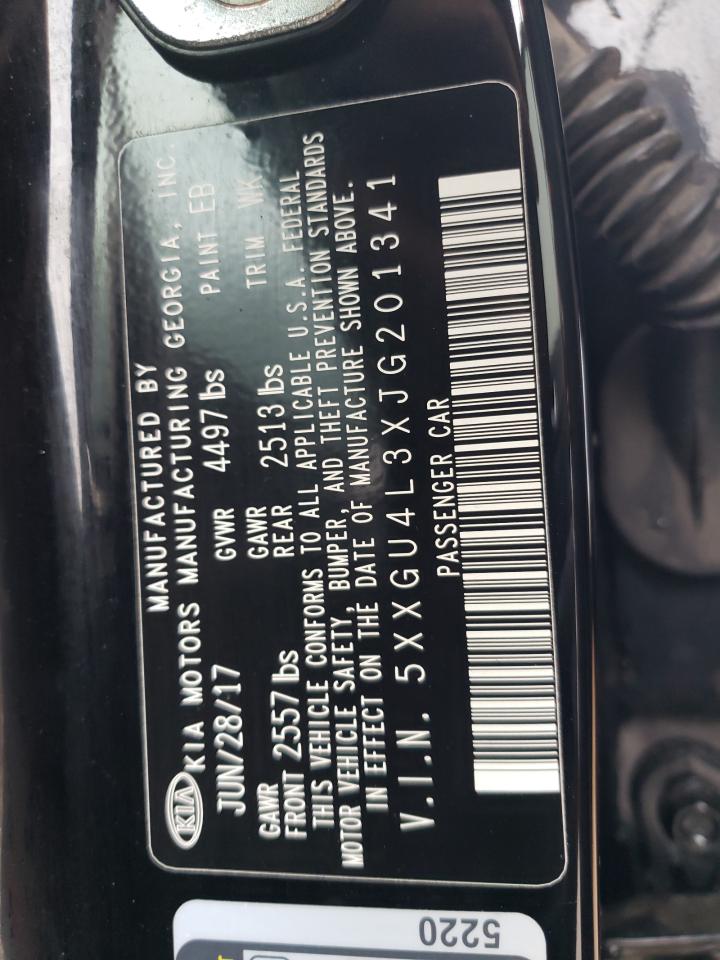 MANUFACTURED BY
KIA KIA MOTORS MANUFACTURING GEORGIA, INC.
JUN/28/17 GVWR 4497 lbs PAINT EB
GAWR GAWR
FRONT 2557 lbs REAR 2513 lbs TRIM WK
THIS VEHICLE CONFORMS TO ALL APPLICABLE U.S.A. FEDERAL
MOTOR VEHICLE SAFETY, BUMPER, AND THEFT PREVENTION STANDARDS
IN EFFECT ON THE DATE OF MANUFACTURE SHOWN ABOVE.
V.I.N. 5XXGU4L3XJG201341
PASSENGER CAR
5220